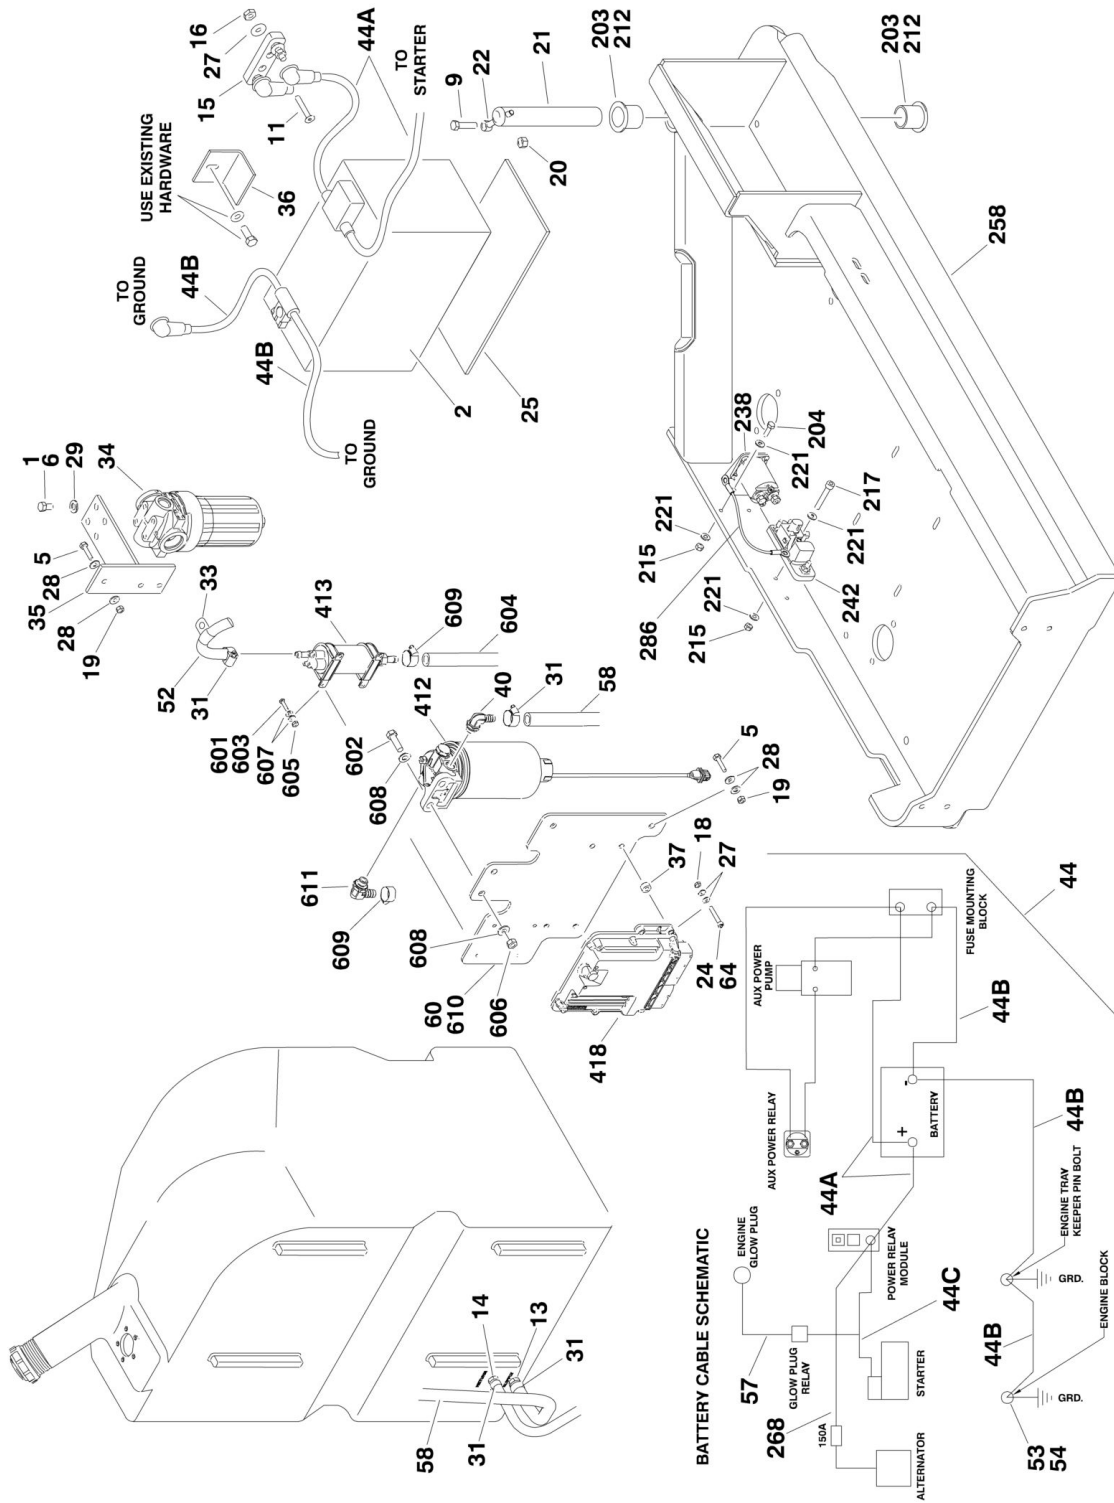 16
27
15
44A
TO
STARTER
11
USE EXISTING
HARDWARE
36
TO
GROUND
44B
44B
TO
GROUND
2
25
9
22
21
20
203
212
203
212
258
1
6
29
34
5
28
35
28
19
33
52
31
413
609
604
601
603
607
605
602
608
412
40
31
58
5
28
19
611
609
608
606
60
610
37
18
27
24
64
418
238
204
221
217
221
242
221
215
286
221
215
14
13
31
31
58
BATTERY CABLE SCHEMATIC
44
FUSE MOUNTING
BLOCK
AUX POWER
PUMP
44B
AUX POWER RELAY
+
-
BATTERY
44A
44B
ENGINE
GLOW PLUG
POWER RELAY
MODULE
44C
ENGINE TRAY
KEEPER PIN BOLT
GRD.
57
GLOW PLUG
RELAY
STARTER
44B
ENGINE BLOCK
268
150A
ALTERNATOR
GRD.
53
54